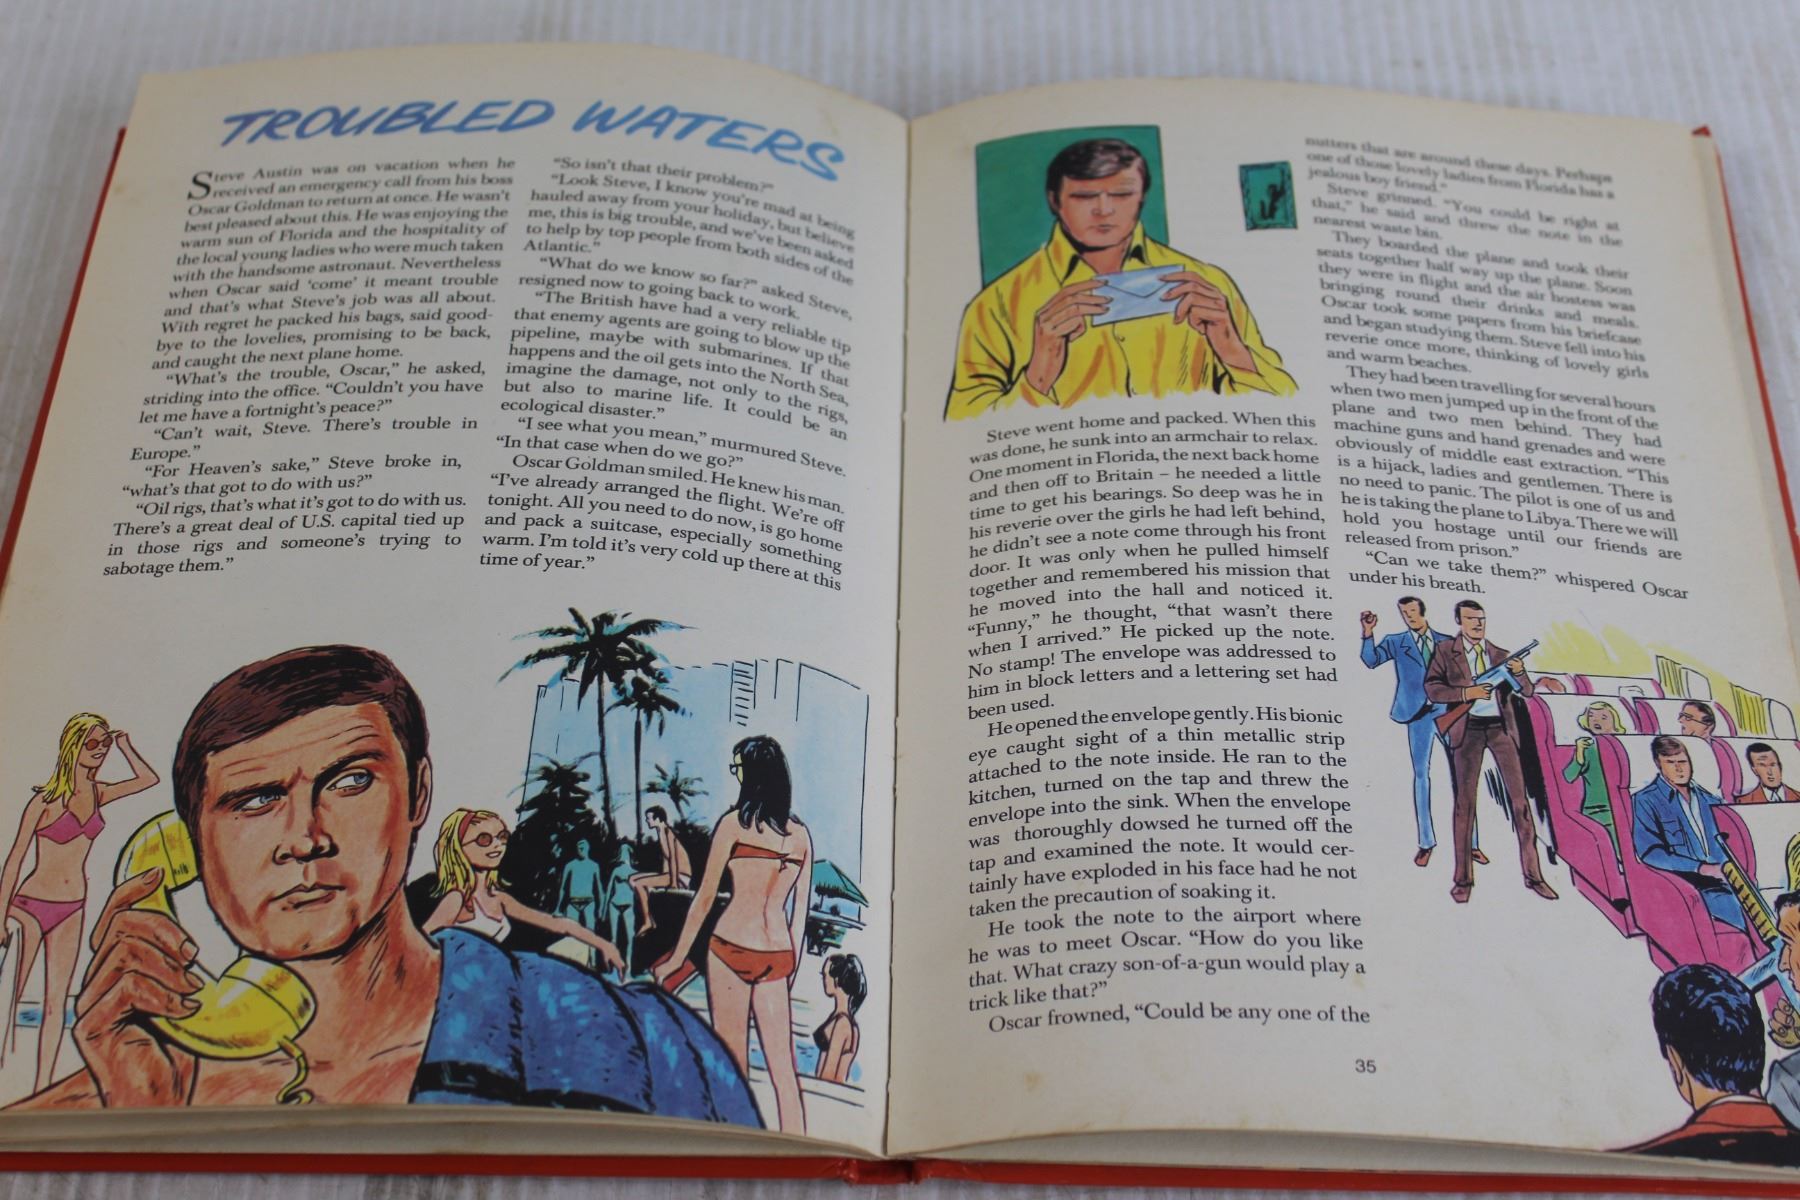 TROUBLED WATERS
Steve Austin was on vacation when he
received an emergency call from his boss
Oscar Goldman to return at once. He wasn't
best pleased about this. He was enjoying the
warm sun of Florida and the hospitality of
the local young ladies who were much taken
with the handsome astronaut. Nevertheless
when Oscar said ‘come’ it meant trouble
and that's what Steve's job was all about.
With regret he packed his bags, said good-
bye to the lovelies, promising to be back,
and caught the next plane home.
“What's the trouble, Oscar,” he asked,
striding into the office. “Couldn't you have
let me have a fortnight's peace?”
“Can't wait, Steve. There's trouble in
Europe.”
“For Heaven's sake,” Steve broke in,
“what's that got to do with us?”
“Oil rigs, that's what it's got to do with us.
There's a great deal of U.S. capital tied up
in those rigs and someone's trying to
sabotage them.”
“So isn't that their problem?”
“Look Steve, I know you're mad at being
hauled away from your holiday, but believe
me, this is big trouble, and we've been asked
to help by top people from both sides of the
Atlantic.”
“What do we know so far?” asked Steve,
resigned now to going back to work.
“The British have had a very reliable tip
that enemy agents are going to blow up the
pipeline, maybe with submarines. If that
happens and the oil gets into the North Sea,
imagine the damage, not only to the rigs,
but also to marine life. It could be an
ecological disaster.”
“I see what you mean,” murmured Steve.
“In that case when do we go?”
Oscar Goldman smiled. He knew his man.
“I've already arranged the flight. We're off
tonight. All you need to do now, is go home
and pack a suitcase, especially something
warm. I'm told it's very cold up there at this
time of year.”
Steve went home and packed. When this
was done, he sunk into an armchair to relax.
One moment in Florida, the next back home
and then off to Britain – he needed a little
time to get his bearings. So deep was he in
his reverie over the girls he had left behind,
he didn't see a note come through his front
door. It was only when he pulled himself
together and remembered his mission that
he moved into the hall and noticed it.
“Funny,” he thought, “that wasn't there
when I arrived.” He picked up the note.
No stamp! The envelope was addressed to
him in block letters and a lettering set had
been used.
He opened the envelope gently. His bionic
eye caught sight of a thin metallic strip
attached to the note inside. He ran to the
kitchen, turned on the tap and threw the
envelope into the sink. When the envelope
was thoroughly dowsed he turned off the
tap and examined the note. It would cer-
tainly have exploded in his face had he not
taken the precaution of soaking it.
He took the note to the airport where
he was to meet Oscar. “How do you like
that. What crazy son-of-a-gun would play a
trick like that?”
Oscar frowned, “Could be any one of the
nutters that are around these days. Perhaps
one of those lovely ladies from Florida has a
jealous boy friend.”
Steve grinned. “You could be right at
that,” he said and threw the note in the
nearest waste bin.
They boarded the plane and took their
seats together half way up the plane. Soon
they were in flight and the air hostess was
bringing round their drinks and meals.
Oscar took some papers from his briefcase
and began studying them. Steve fell into his
reverie once more, thinking of lovely girls
and warm beaches.
They had been travelling for several hours
when two men jumped up in the front of the
plane and two men behind. They had
machine guns and hand grenades and were
obviously of middle east extraction. “This
is a hijack, ladies and gentlemen. There is
no need to panic. The pilot is one of us and
he is taking the plane to Libya. There we will
hold you hostage until our friends are
released from prison.”
“Can we take them?” whispered Oscar
under his breath.
35